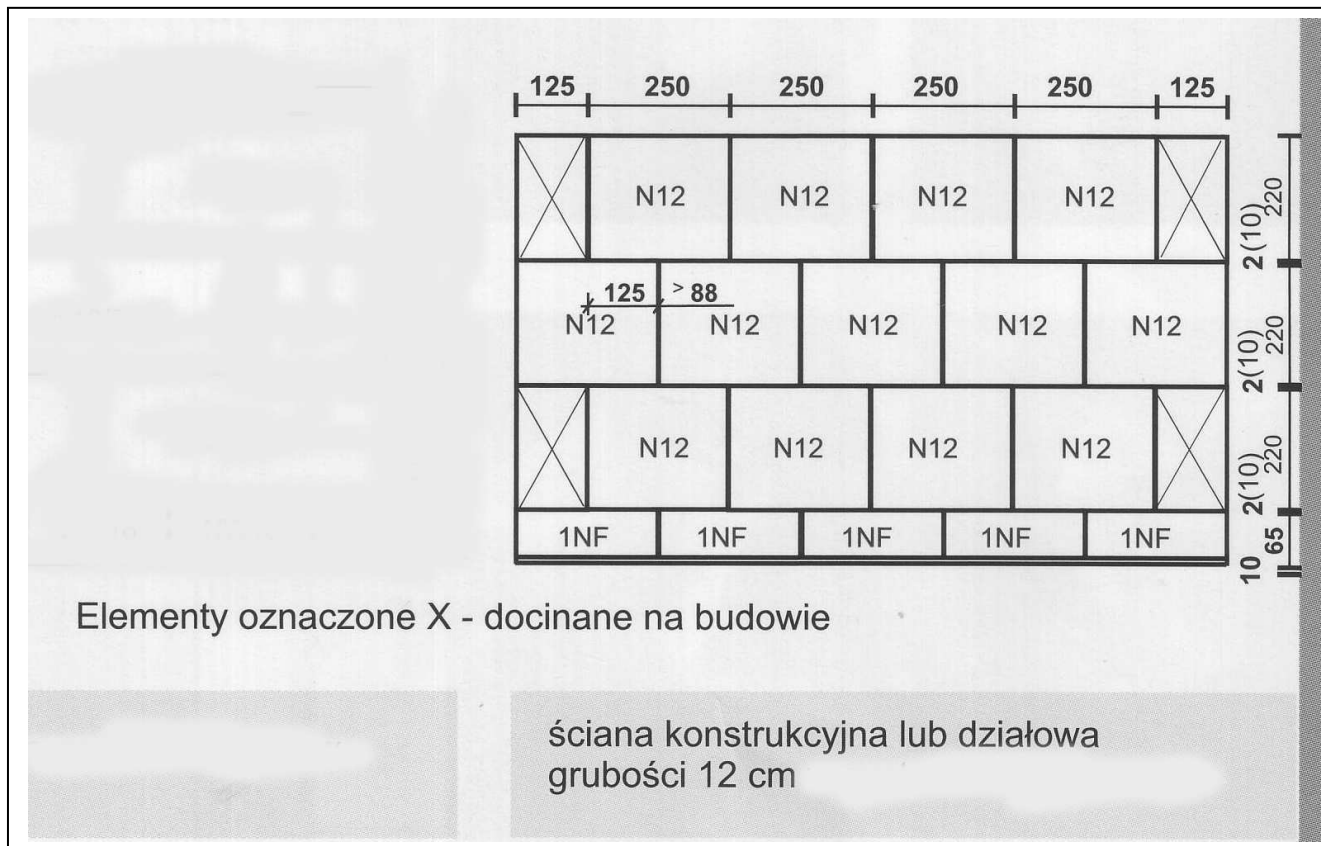 125 250 250 250 250 125
N12 N12 N12 N12
2(10) 220
125 > 88
N12 N12 N12 N12 N12
2(10) 220
N12 N12 N12 N12
2(10) 220
1NF 1NF 1NF 1NF 1NF
10 65
Elementy oznaczone X - docinane na budowie
ściana konstrukcyjna lub działowa
grubości 12 cm